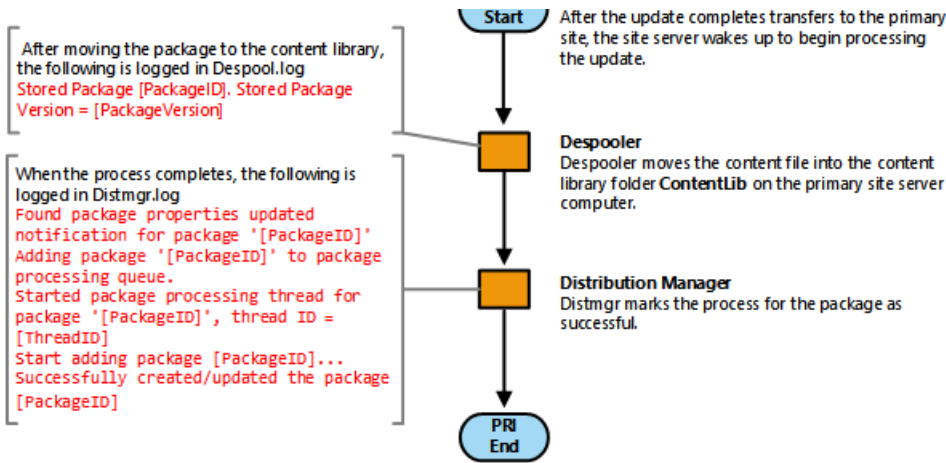 Start
After the update completes transfers to the primary
site, the site server wakes up to begin processing
the update.
After moving the package to the content library,
the following is logged in Despool.log
Stored Package [PackageID]. Stored Package
Version = [PackageVersion]
Despooler
Despooler moves the content file into the content
library folder ContentLib on the primary site server
computer.
When the process completes, the following is
logged in Distmgr.log
Found package properties updated
notification for package '[PackageID]'
Adding package '[PackageID]' to package
processing queue.
Started package processing thread for
package '[PackageID]', thread ID =
[ThreadID]
Start adding package [PackageID]...
Successfully created/updated the package
[PackageID]
Distribution Manager
Distmgr marks the process for the package as
successful.
PRI
End